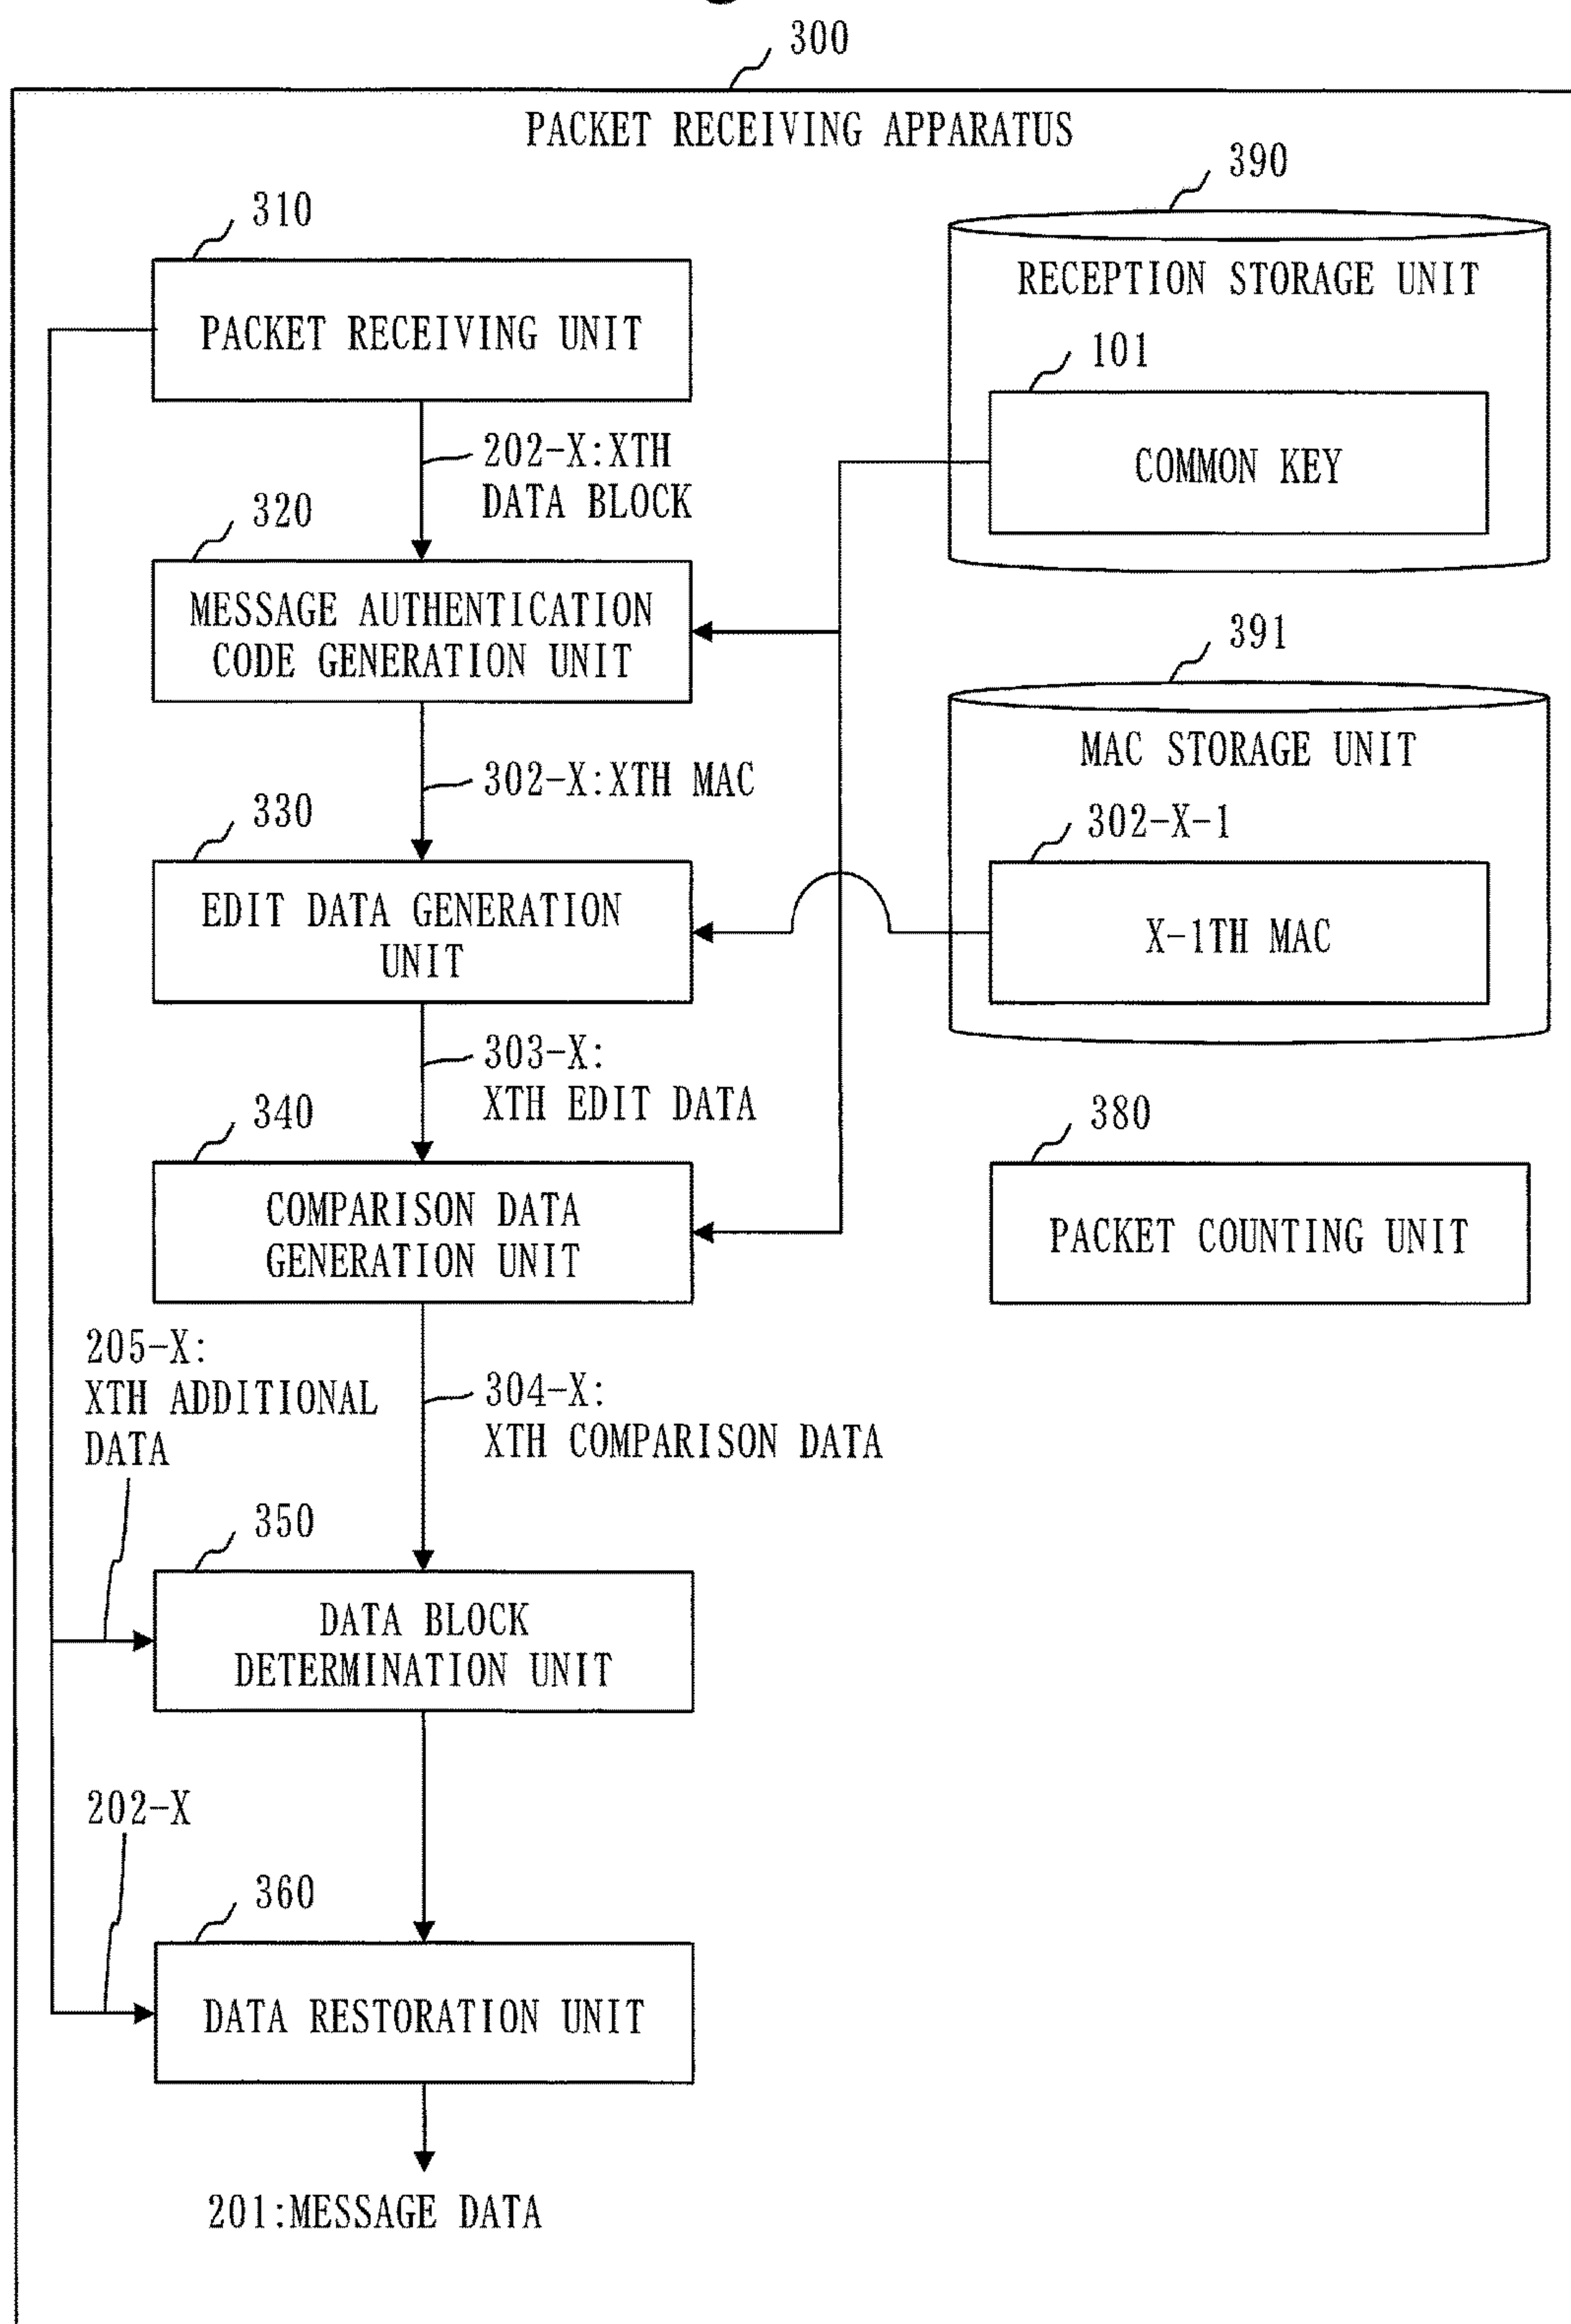 300
PACKET RECEIVING APPARATUS
390
310
RECEPTION STORAGE UNIT
PACKET RECEIVING UNIT
101
COMMON KEY
202-X:XTH
DATA BLOCK
320
MESSAGE AUTHENTICATION
CODE GENERATION UNIT
391
MAC STORAGE UNIT
302-X:XTH MAC
330
302-X-1
EDIT DATA GENERATION
UNIT
X-1TH MAC
303-X:
XTH EDIT DATA
340
380
COMPARISON DATA
GENERATION UNIT
PACKET COUNTING UNIT
205-X:
XTH ADDITIONAL
DATA
304-X:
XTH COMPARISON DATA
350
DATA BLOCK
DETERMINATION UNIT
202-X
360
DATA RESTORATION UNIT
201:MESSAGE DATA